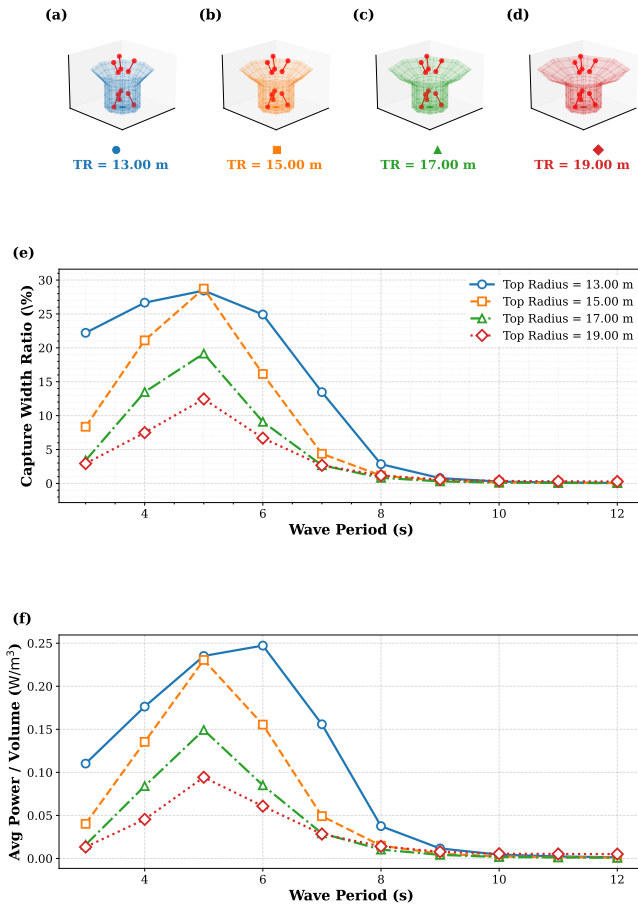 (a) (b) (c) (d)
TR = 13.00 m TR = 15.00 m TR = 17.00 m TR = 19.00 m
(e)
Capture Width Ratio (\%)
30
25
20
15
10
5
0
Top Radius = 13.00 m
Top Radius = 15.00 m
Top Radius = 17.00 m
Top Radius = 19.00 m
4 6 8 10 12
Wave Period (s)
(f)
Avg Power / Volume (W/m³)
0.25
0.20
0.15
0.10
0.05
0.00
4 6 8 10 12
Wave Period (s)